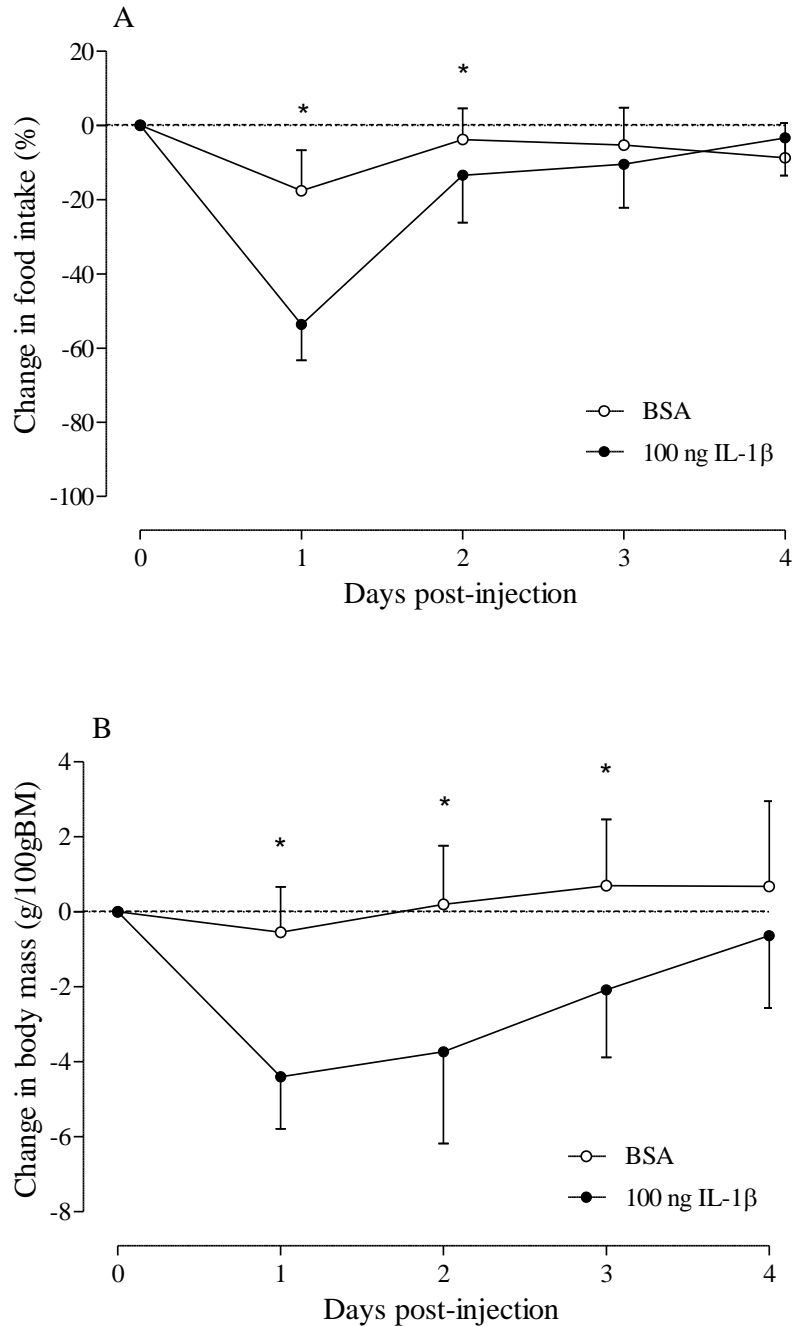 A
20
0
-20
-40
-60
-80
-100
Change in food intake (%)
*
*
BSA
100 ng IL-1β
0 1 2 3 4
Days post-injection
B
4
2
0
-2
-4
-6
-8
Change in body mass (g/100gBM)
*
*
*
BSA
100 ng IL-1β
0 1 2 3 4
Days post-injection